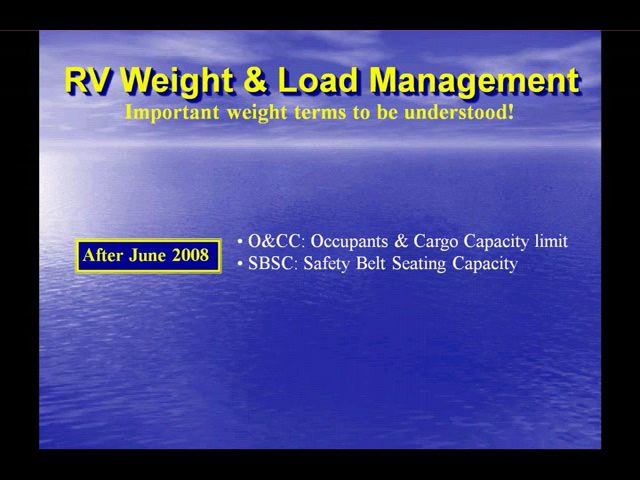 RV Weight & Load Management
Important weight terms to be understood!
After June 2008
• O&CC: Occupants & Cargo Capacity limit
• SBSC: Safety Belt Seating Capacity